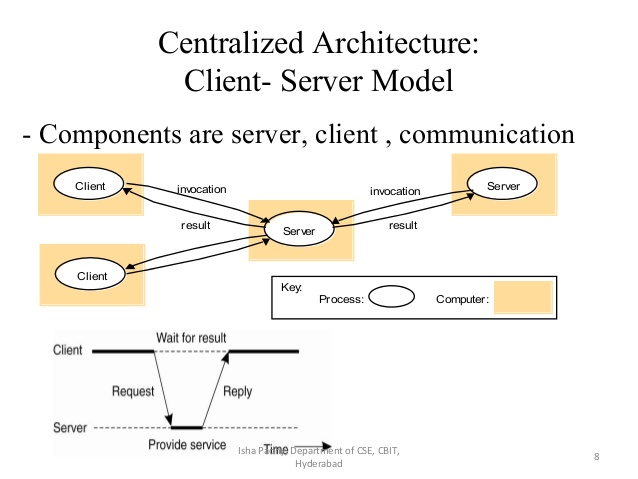 Centralized Architecture:
Client- Server Model
- Components are server, client , communication
Client
invocation
result
Server
invocation
result
Server
Client
Key:
Process:
Computer:
Wait for result
Client
Request
Reply
Server
Provide service
Time
Isha Department of CSE, CBIT,
Hyderabad
8